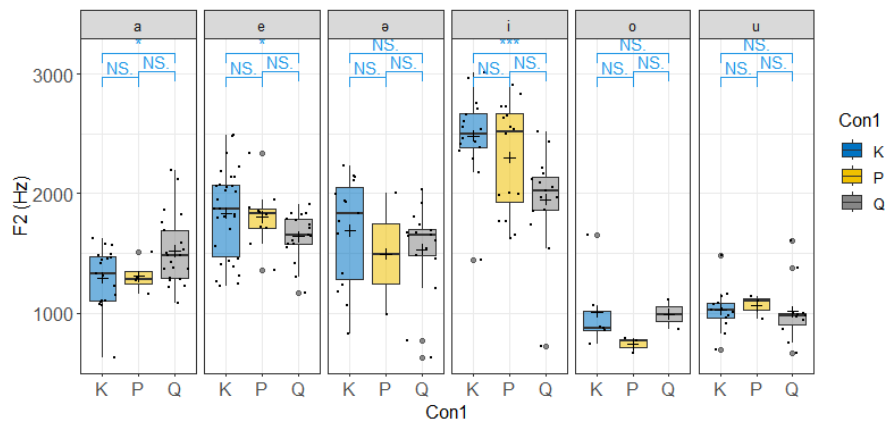 a e ə i o u
* * NS. *** NS. NS.
NS. NS. NS. NS. NS. NS. NS. NS. NS. NS. NS. NS.
3000
2000
1000
F2 (Hz)
K P Q K P Q K P Q K P Q K P Q K P Q
Con1
Con1
K
P
Q